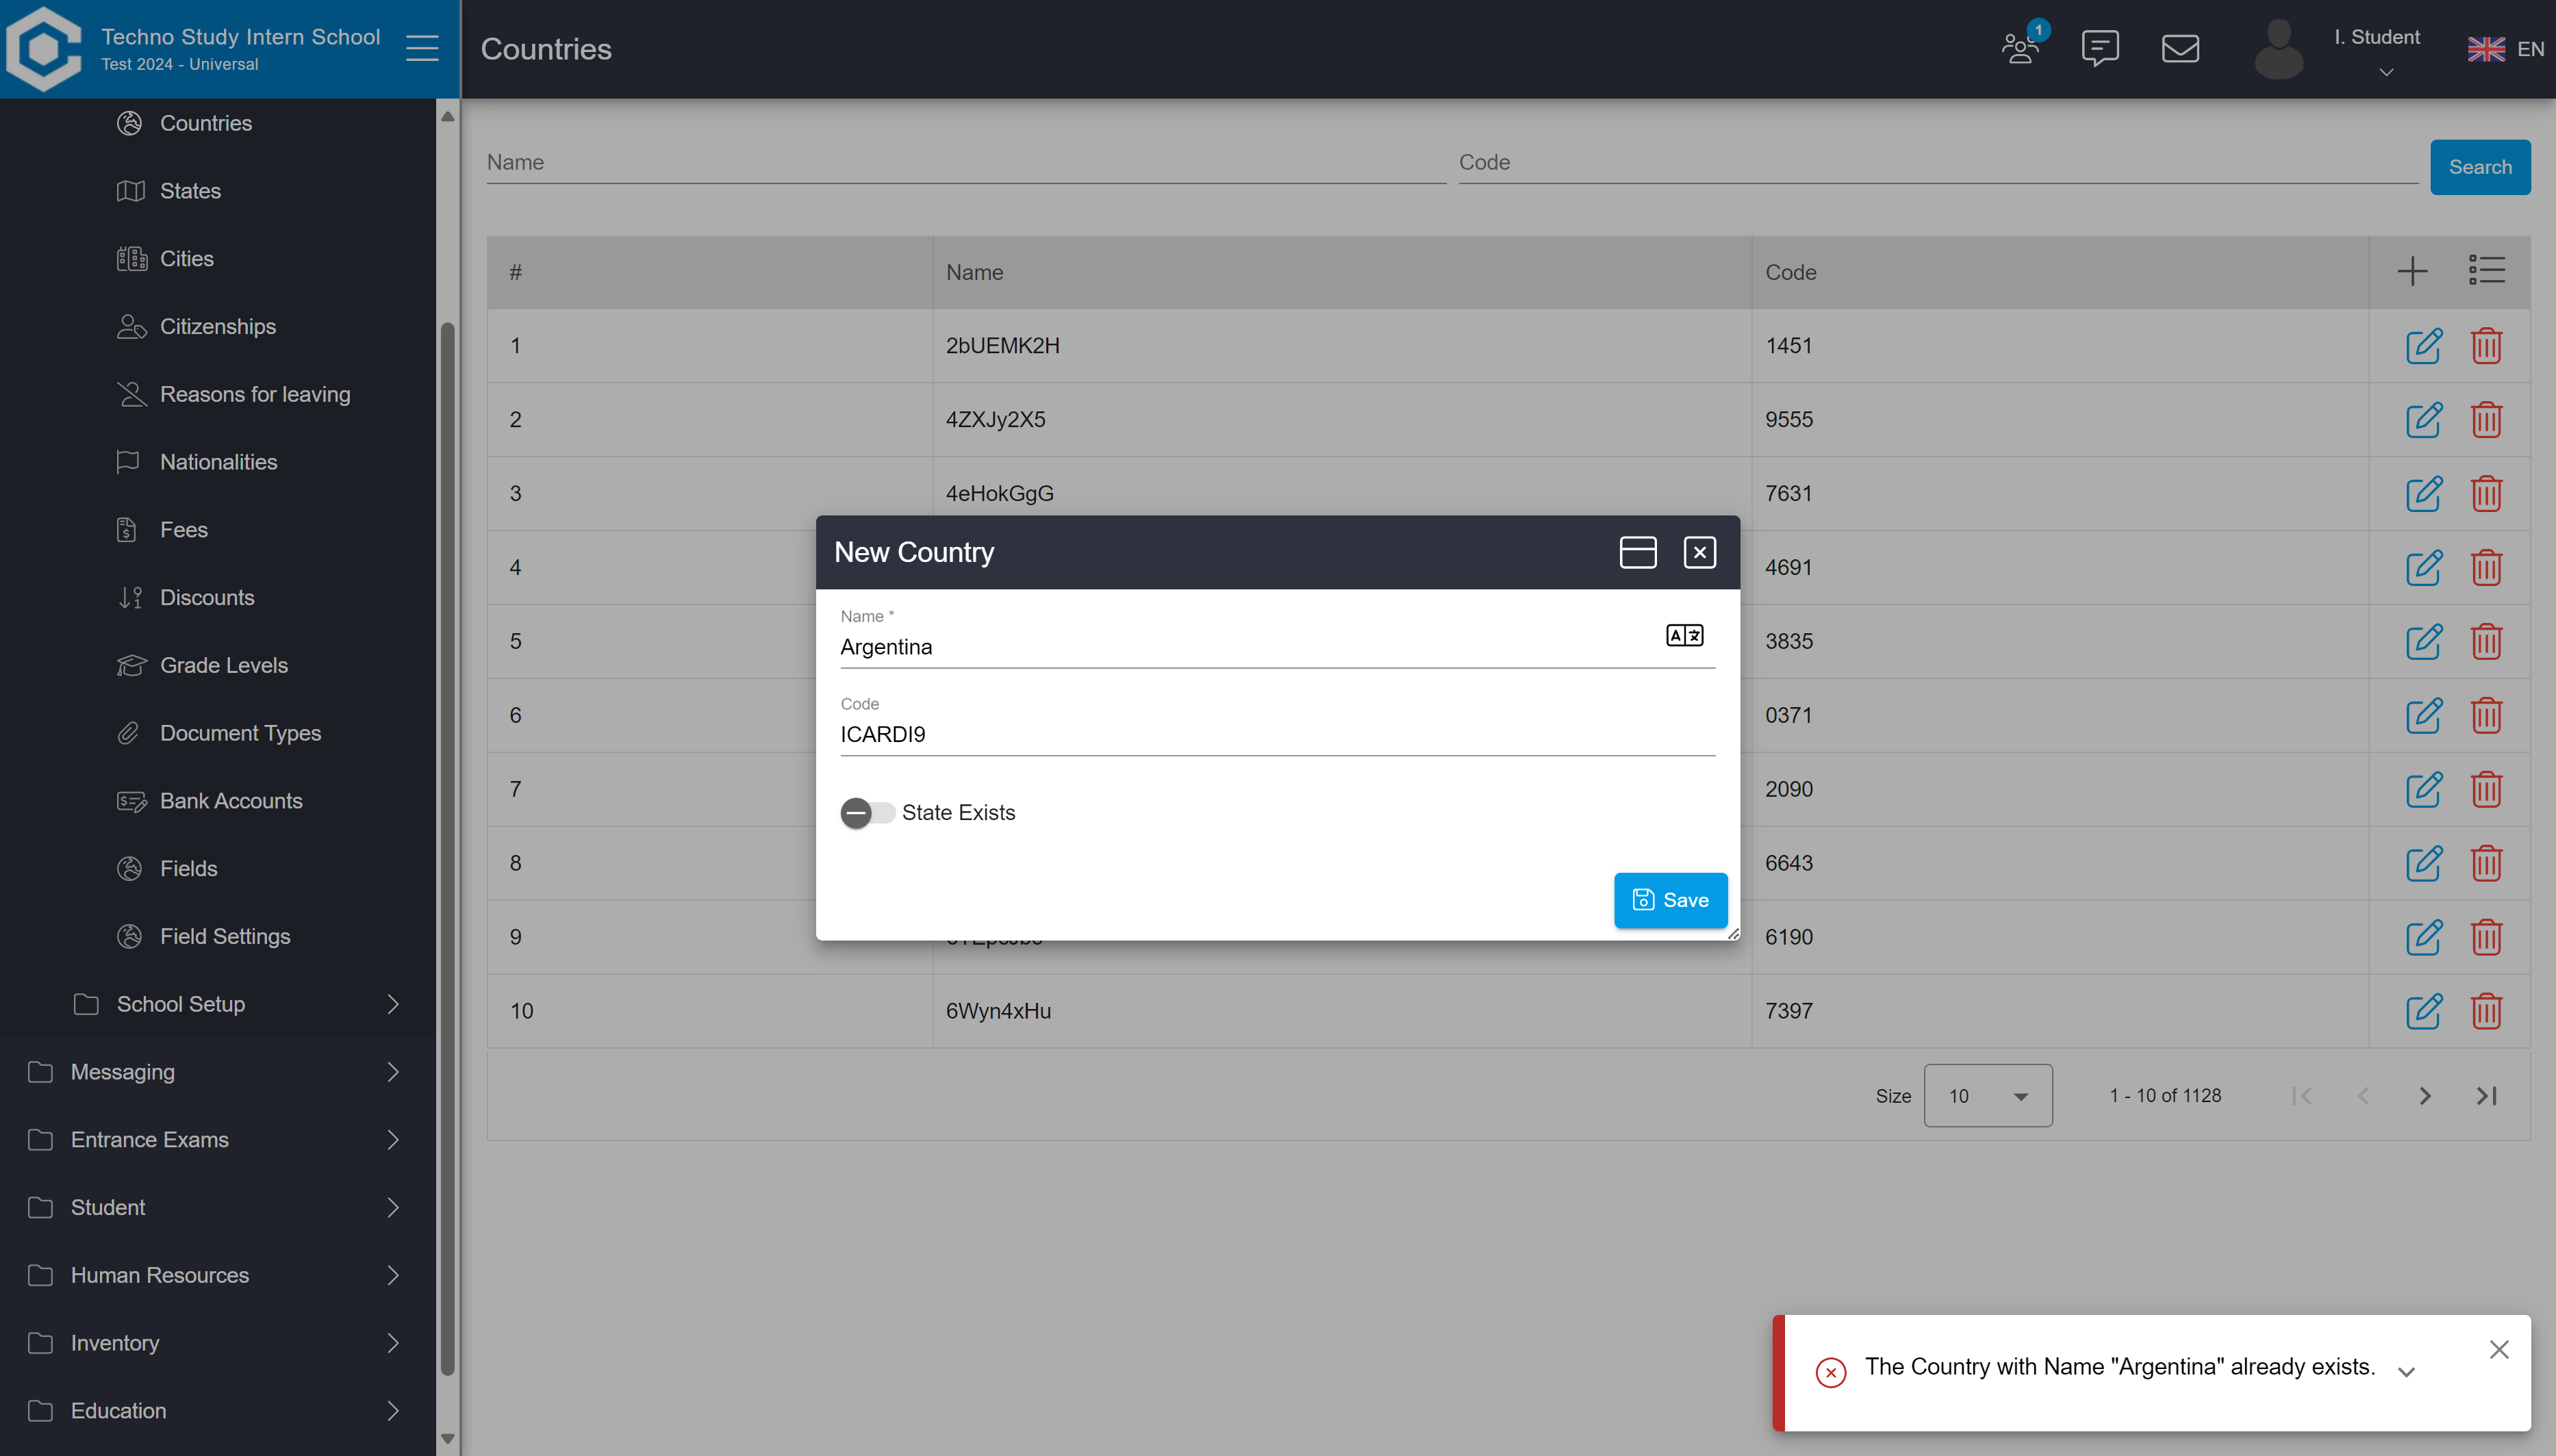 Techno Study Intern School
Test 2024 - Universal
Countries
1
I. Student
EN
Countries
States
Cities
Citizenships
Reasons for leaving
Nationalities
Fees
Discounts
Grade Levels
Document Types
Bank Accounts
Fields
Field Settings
School Setup
Messaging
Entrance Exams
Student
Human Resources
Inventory
Education
Name
Code
Search
# Name Code
1 2bUEMK2H 1451
2 4ZXJy2X5 9555
3 4eHokGgG 7631
4 4691
5 3835
6 0371
7 2090
8 6643
9 6190
10 6Wyn4xHu 7397
Size 10 1 - 10 of 1128
New Country
Name *
Argentina
Code
ICARDI9
State Exists
Save
The Country with Name "Argentina" already exists.